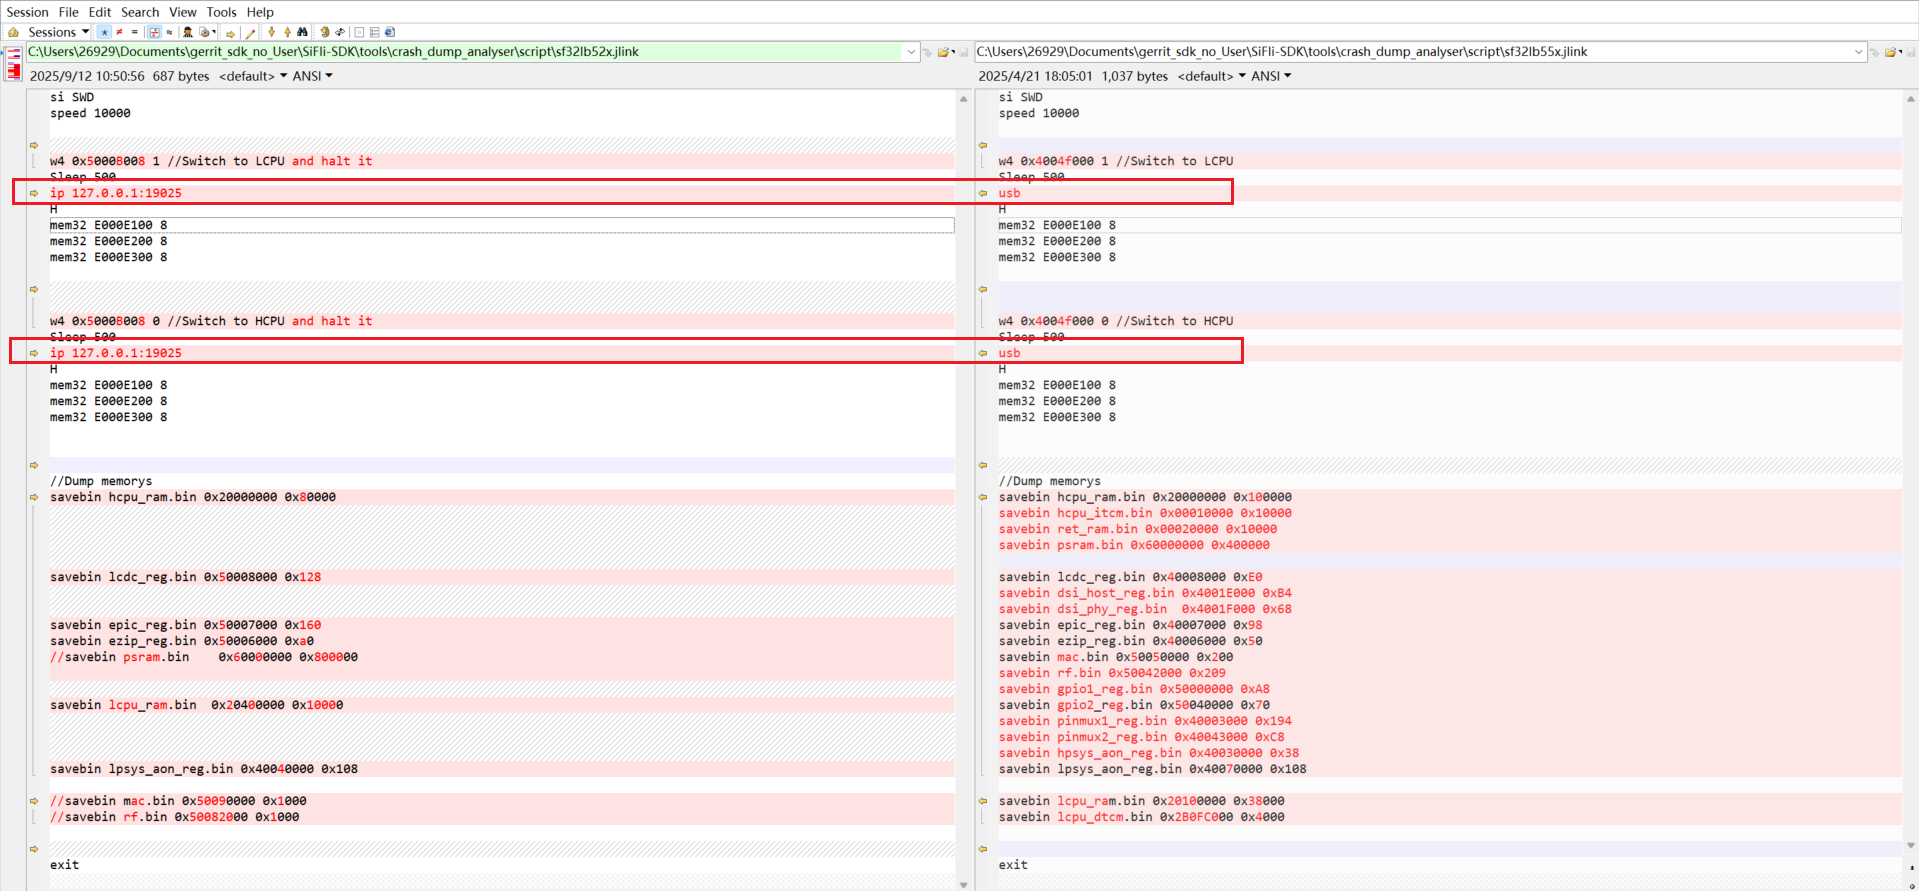 Session File Edit Search View Tools Help
Sessions
C:\Users\26929\Documents\gerrit_sdk_no_User\SiFli-SDK\tools\crash_dump_analyser\script\sf32lb52x.jlink
2025/9/12 10:50:56 687 bytes <default> ANSI
si SWD
speed 10000
w4 0x5000B008 1 //Switch to LCPU and halt it
Sleep 500
ip 127.0.0.1:19025
H
mem32 E000E100 8
mem32 E000E200 8
mem32 E000E300 8
w4 0x5000B008 0 //Switch to HCPU and halt it
Sleep 500
ip 127.0.0.1:19025
H
mem32 E000E100 8
mem32 E000E200 8
mem32 E000E300 8
//Dump memorys
savebin hcpu_ram.bin 0x20000000 0x80000
savebin lcdc_reg.bin 0x50008000 0x128
savebin epic_reg.bin 0x50007000 0x160
savebin ezip_reg.bin 0x50006000 0xa0
//savebin psram.bin    0x60000000 0x800000
savebin lcpu_ram.bin  0x20400000 0x10000
savebin lpsys_aon_reg.bin 0x40040000 0x108
//savebin mac.bin 0x50090000 0x1000
//savebin rf.bin 0x50082000 0x1000
exit
C:\Users\26929\Documents\gerrit_sdk_no_User\SiFli-SDK\tools\crash_dump_analyser\script\sf32lb55x.jlink
2025/4/21 18:05:01 1,037 bytes <default> ANSI
si SWD
speed 10000
w4 0x4004f000 1 //Switch to LCPU
Sleep 500
usb
H
mem32 E000E100 8
mem32 E000E200 8
mem32 E000E300 8
w4 0x4004f000 0 //Switch to HCPU
Sleep 500
usb
H
mem32 E000E100 8
mem32 E000E200 8
mem32 E000E300 8
//Dump memorys
savebin hcpu_ram.bin 0x20000000 0x100000
savebin hcpu_itcm.bin 0x00010000 0x10000
savebin ret_ram.bin 0x00020000 0x10000
savebin psram.bin 0x60000000 0x400000
savebin lcdc_reg.bin 0x40008000 0xE0
savebin dsi_host_reg.bin 0x4001E000 0xB4
savebin dsi_phy_reg.bin  0x4001F000 0x68
savebin epic_reg.bin 0x40007000 0x98
savebin ezip_reg.bin 0x40006000 0x50
savebin mac.bin 0x50050000 0x200
savebin rf.bin 0x50042000 0x209
savebin gpio1_reg.bin 0x50000000 0xA8
savebin gpio2_reg.bin 0x50040000 0x70
savebin pinmux1_reg.bin 0x40003000 0x194
savebin pinmux2_reg.bin 0x40043000 0xC8
savebin hpsys_aon_reg.bin 0x40030000 0x38
savebin lpsys_aon_reg.bin 0x40070000 0x108
savebin lcpu_ram.bin 0x20100000 0x38000
savebin lcpu_dtcm.bin 0x2B0FC000 0x4000
exit